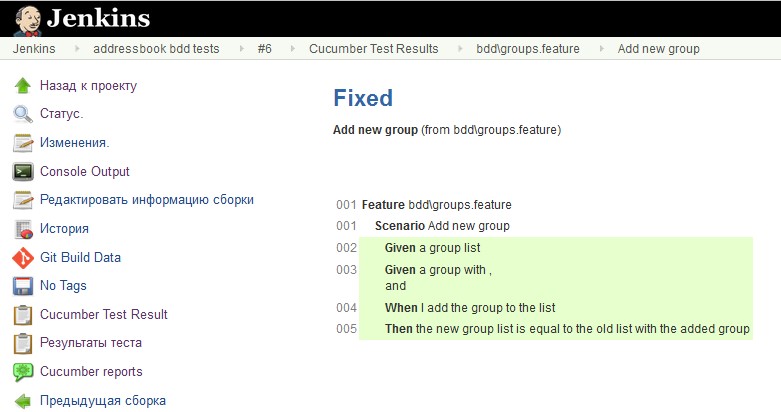 Jenkins
Jenkins addressbook bdd tests #6 Cucumber Test Results bdd\groups.feature Add new group
Назад к проекту
Статус.
Изменения.
Console Output
Редактировать информацию сборки
История
Git Build Data
No Tags
Cucumber Test Result
Результаты теста
Cucumber reports
Предыдущая сборка
Fixed
Add new group (from bdd\groups.feature)
001 Feature bdd\groups.feature
001 Scenario Add new group
002 Given a group list
003 Given a group with ,
and
004 When I add the group to the list
005 Then the new group list is equal to the old list with the added group